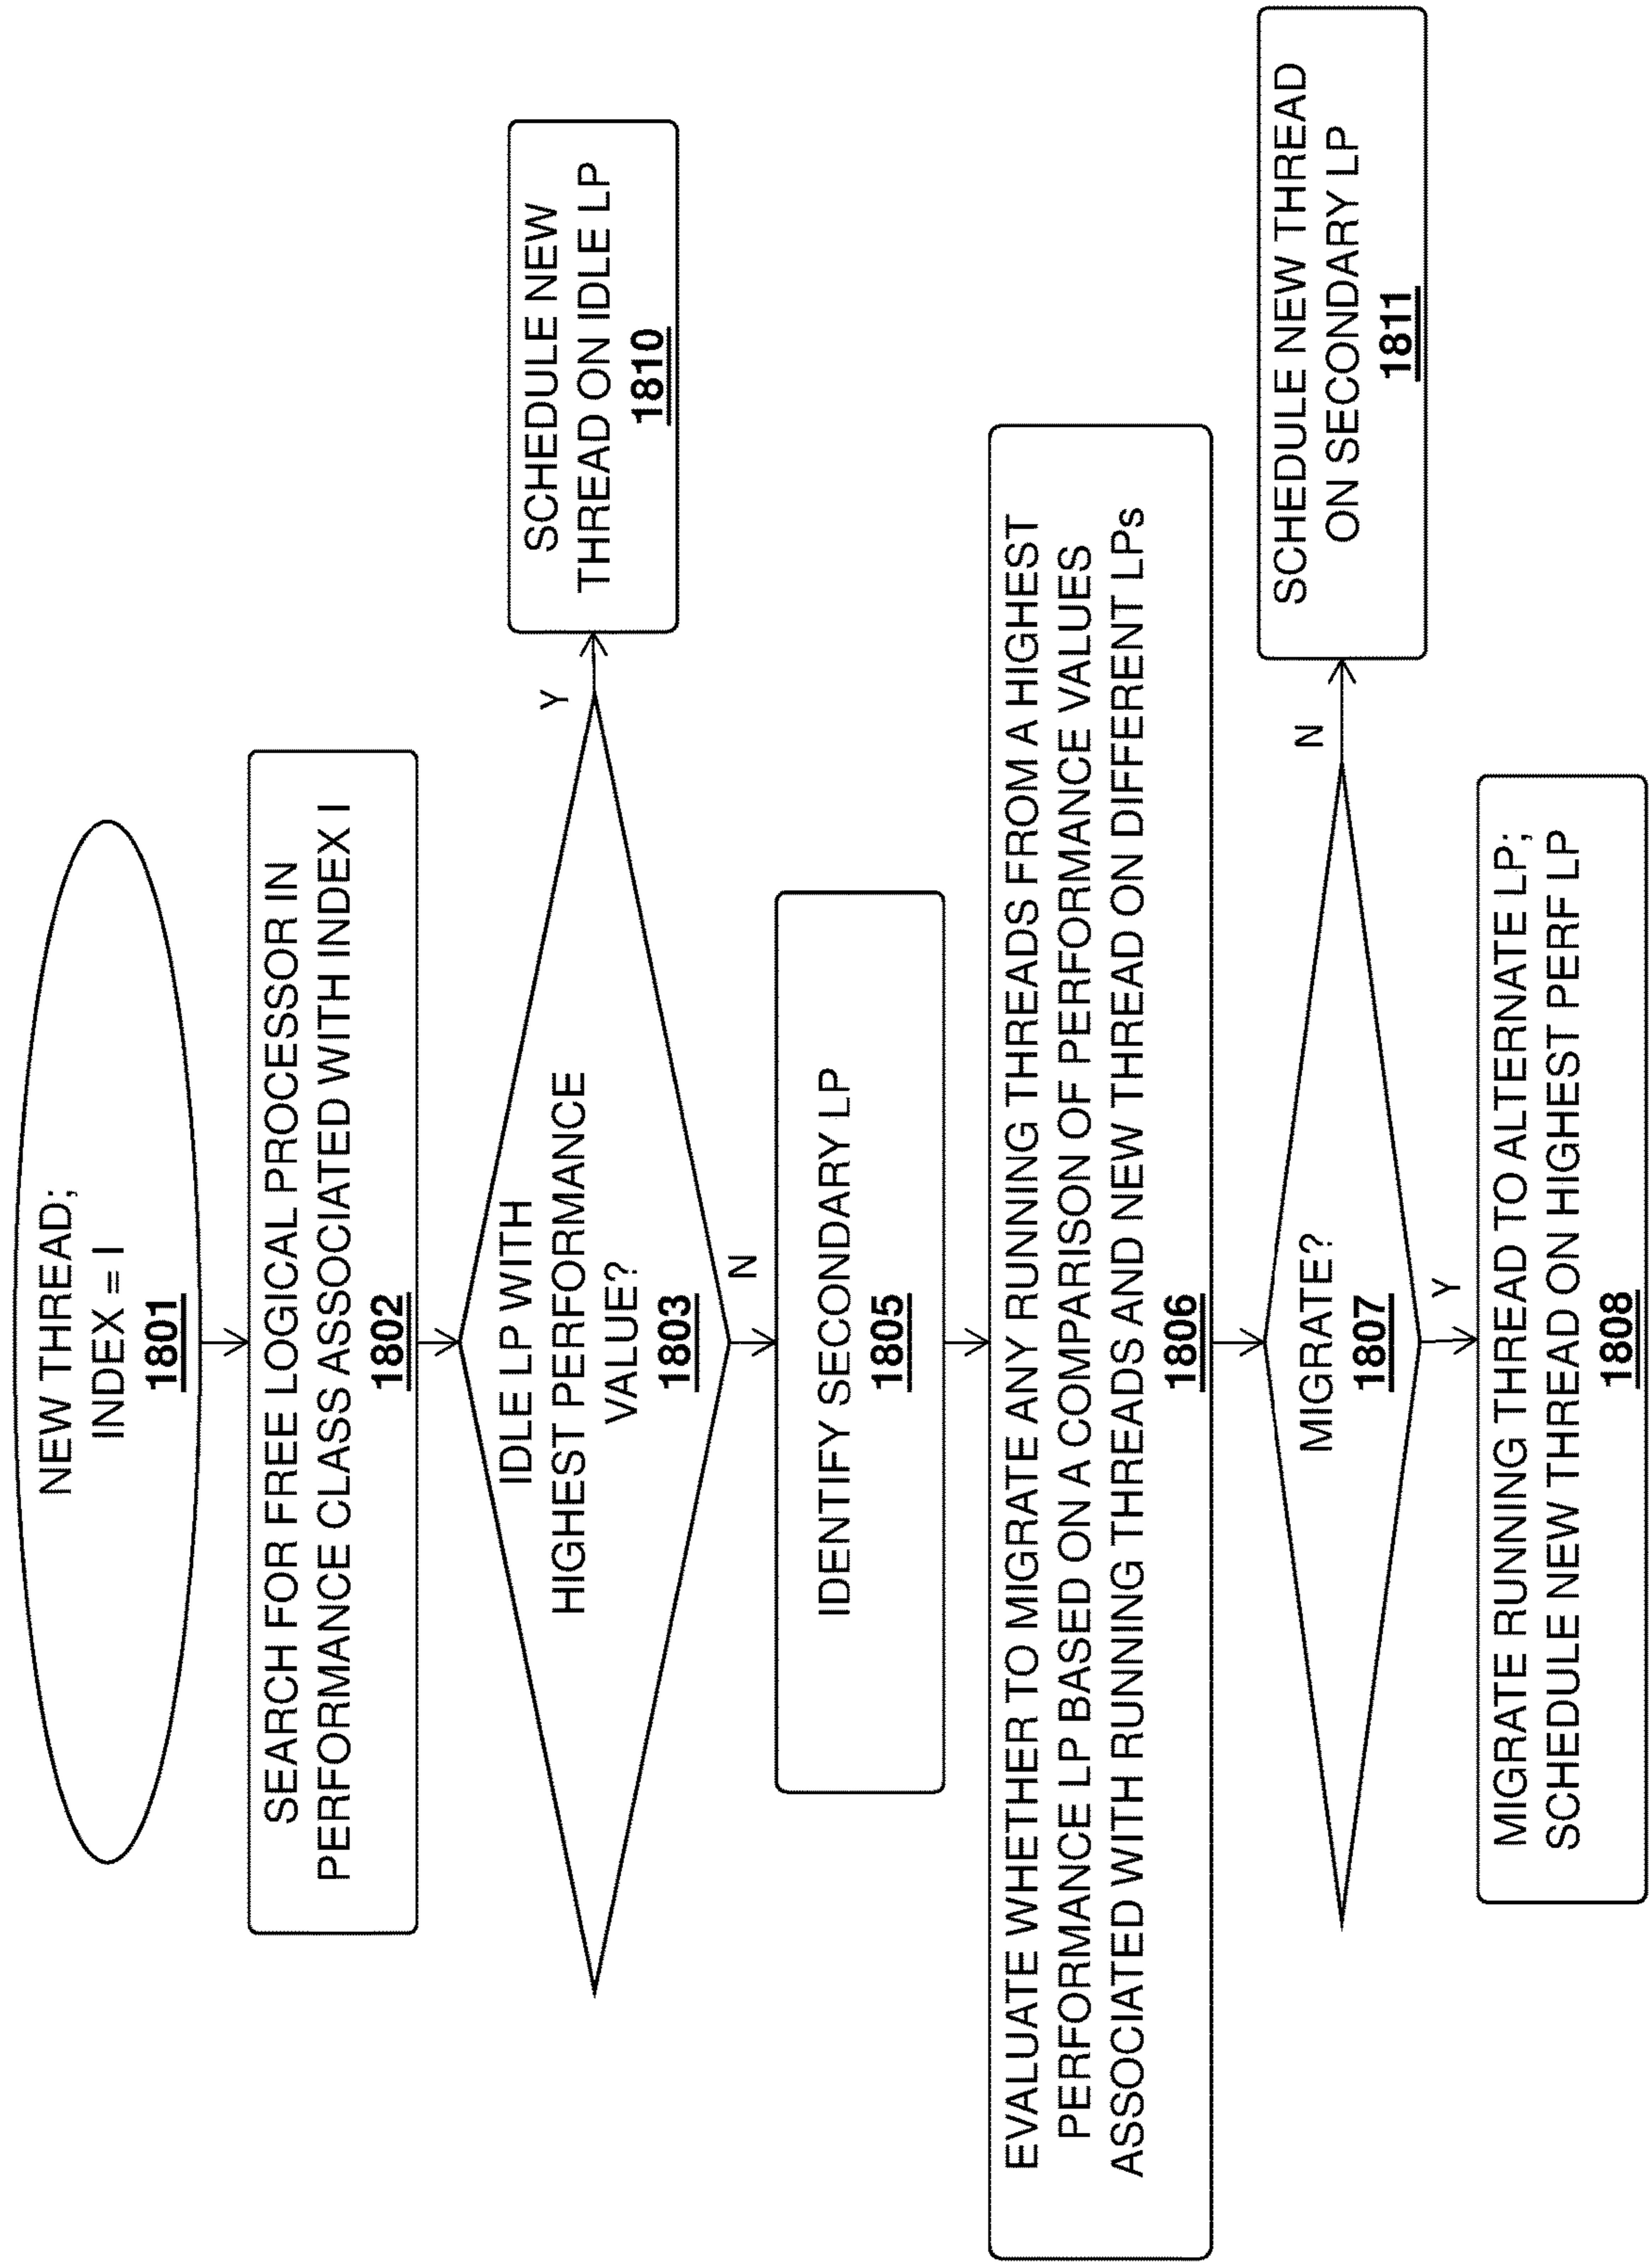 NEW THREAD;
INDEX = I
1801
SEARCH FOR FREE LOGICAL PROCESSOR IN
PERFORMANCE CLASS ASSOCIATED WITH INDEX I
1802
IDLE LP WITH
HIGHEST PERFORMANCE
VALUE?
1803
Y
SCHEDULE NEW
THREAD ON IDLE LP
1810
N
IDENTIFY SECONDARY LP
1805
EVALUATE WHETHER TO MIGRATE ANY RUNNING THREADS FROM A HIGHEST
PERFORMANCE LP BASED ON A COMPARISON OF PERFORMANCE VALUES
ASSOCIATED WITH RUNNING THREADS AND NEW THREAD ON DIFFERENT LPs
1806
MIGRATE?
1807
N
SCHEDULE NEW THREAD
ON SECONDARY LP
1811
Y
MIGRATE RUNNING THREAD TO ALTERNATE LP;
SCHEDULE NEW THREAD ON HIGHEST PERF LP
1808